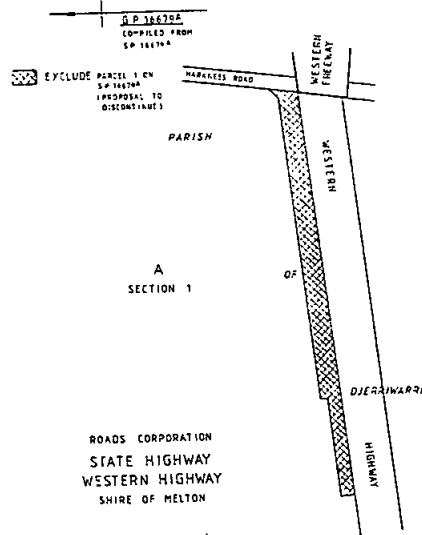 G P 16679A
COMPILED FROM
S P 16679A
EXCLUDE PARCEL 1 ON
S P 16679A
(PROPOSAL TO
DISCONTINUE)
HARKNESS ROAD
WESTERN
FREEWAY
PARISH
WESTERN
A
SECTION 1
OF
DJERRIWARRH
HIGHWAY
ROADS CORPORATION
STATE HIGHWAY
WESTERN HIGHWAY
SHIRE OF MELTON